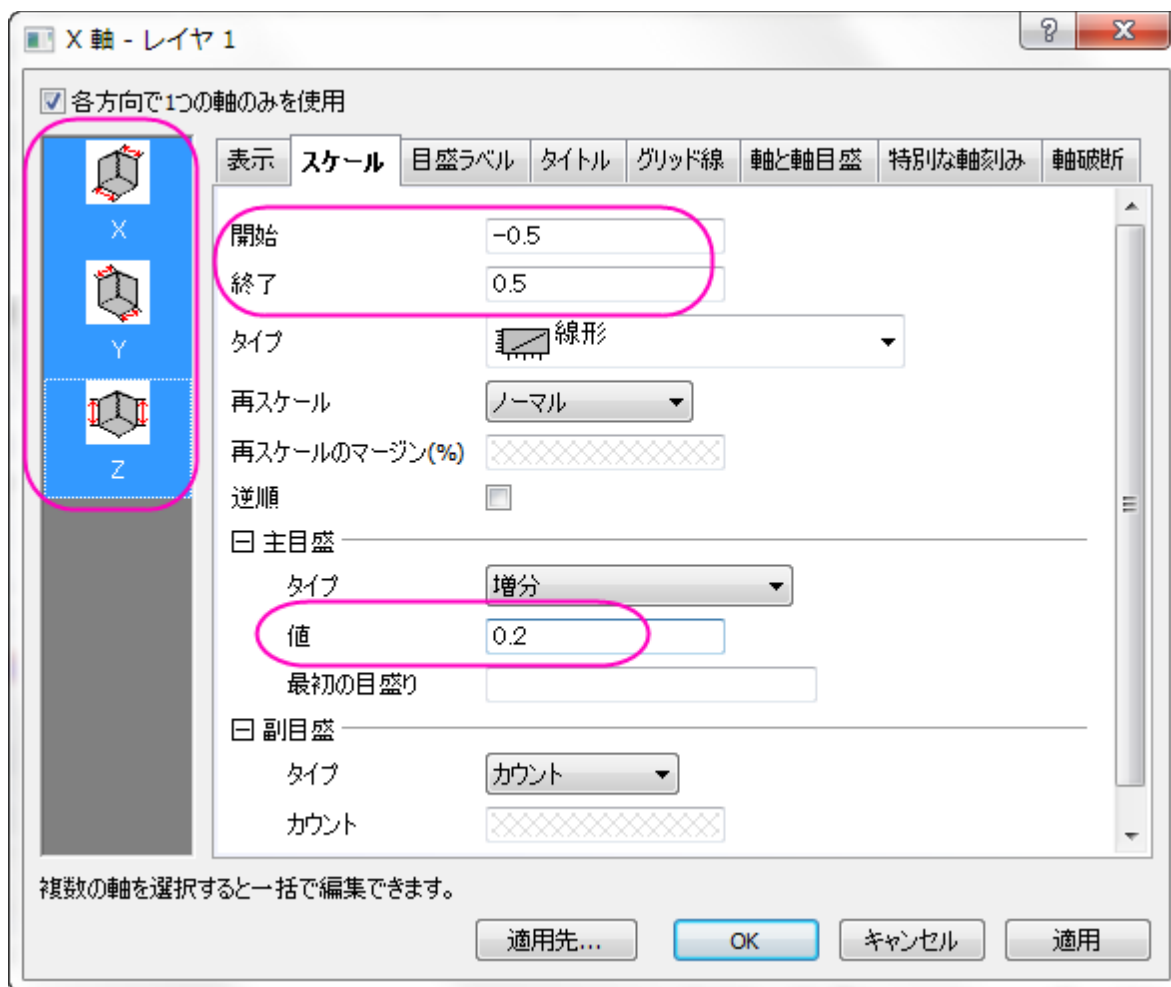 X 軸 - レイヤ 1
各方向で1つの軸のみを使用
表示 スケール 目盛ラベル タイトル グリッド線 軸と軸目盛 特別な軸刻み 軸破断
X
Y
Z
開始 -0.5
終了 0.5
タイプ 線形
再スケール ノーマル
再スケールのマージン(%)
逆順
主目盛
タイプ 増分
値 0.2
最初の目盛り
副目盛
タイプ カウント
カウント
複数の軸を選択すると一括で編集できます。
適用先... OK キャンセル 適用